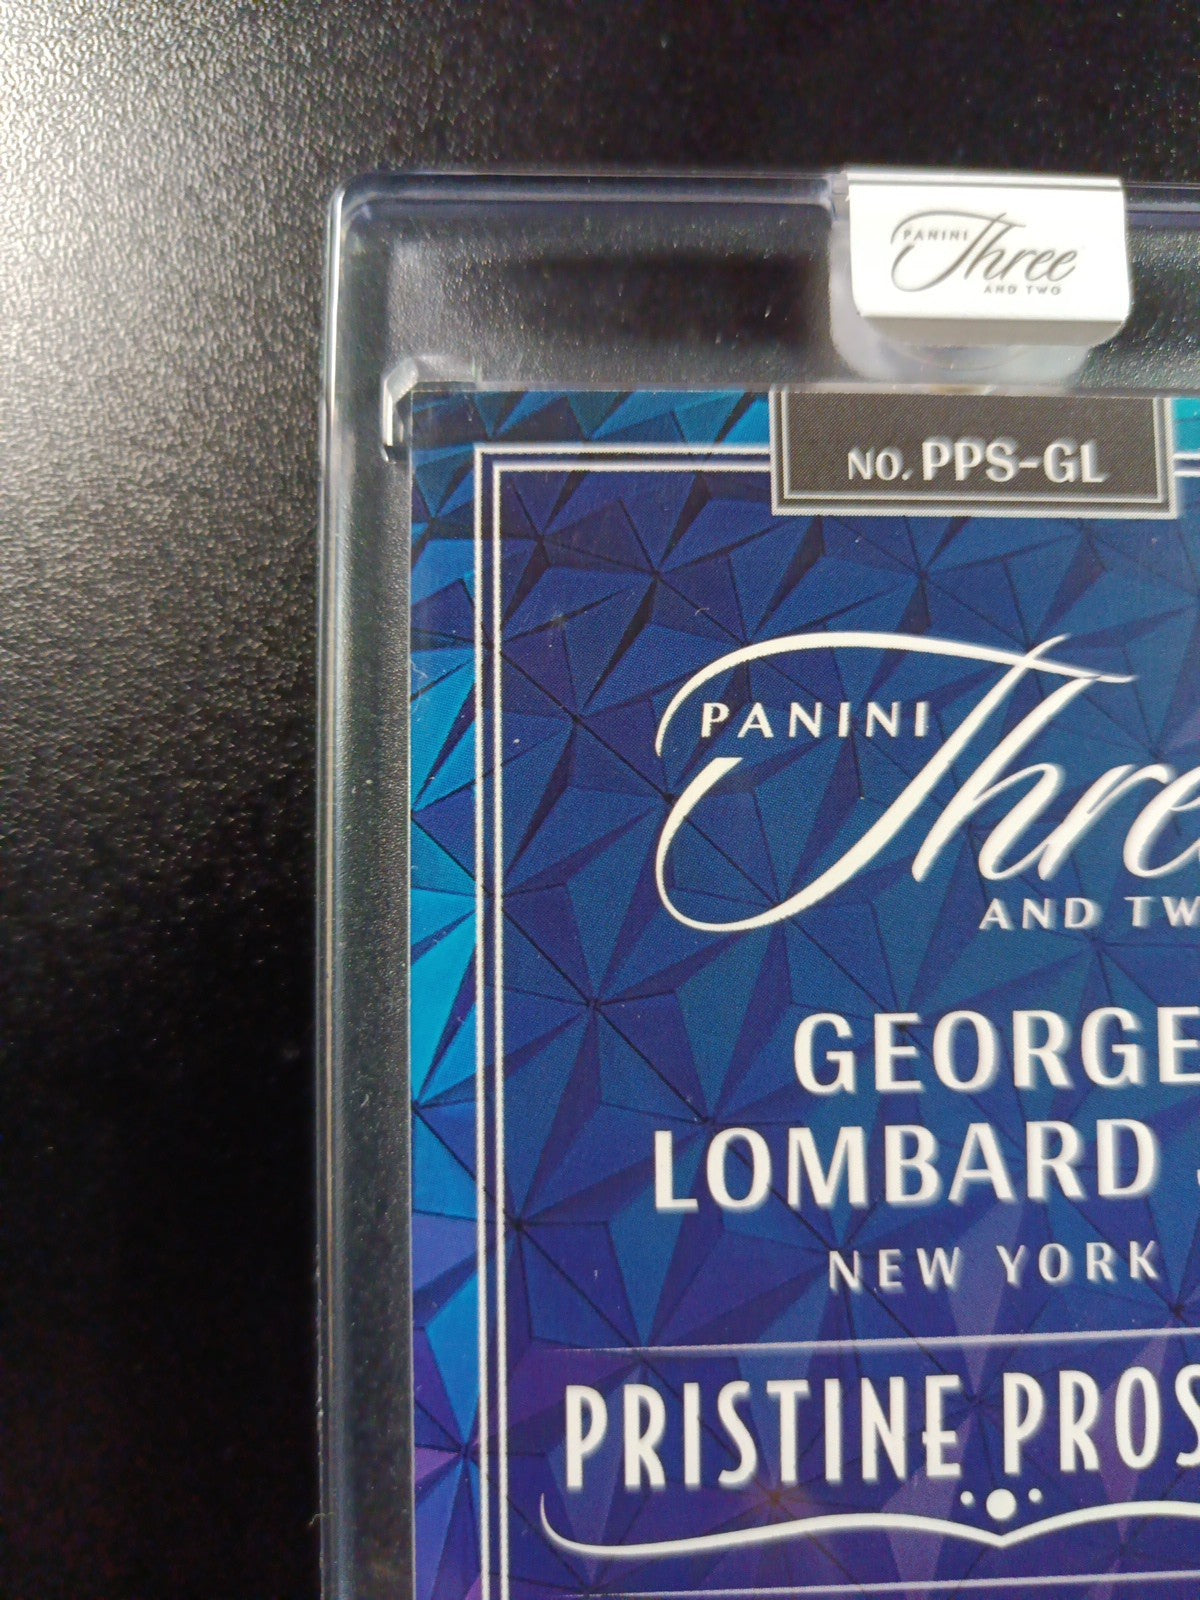 PANINI Three
AND TWO
NO. PPS-GL
PANINI Thre
AND TW
GEORGE
LOMBARD
NEW YORK
PRISTINE PROS